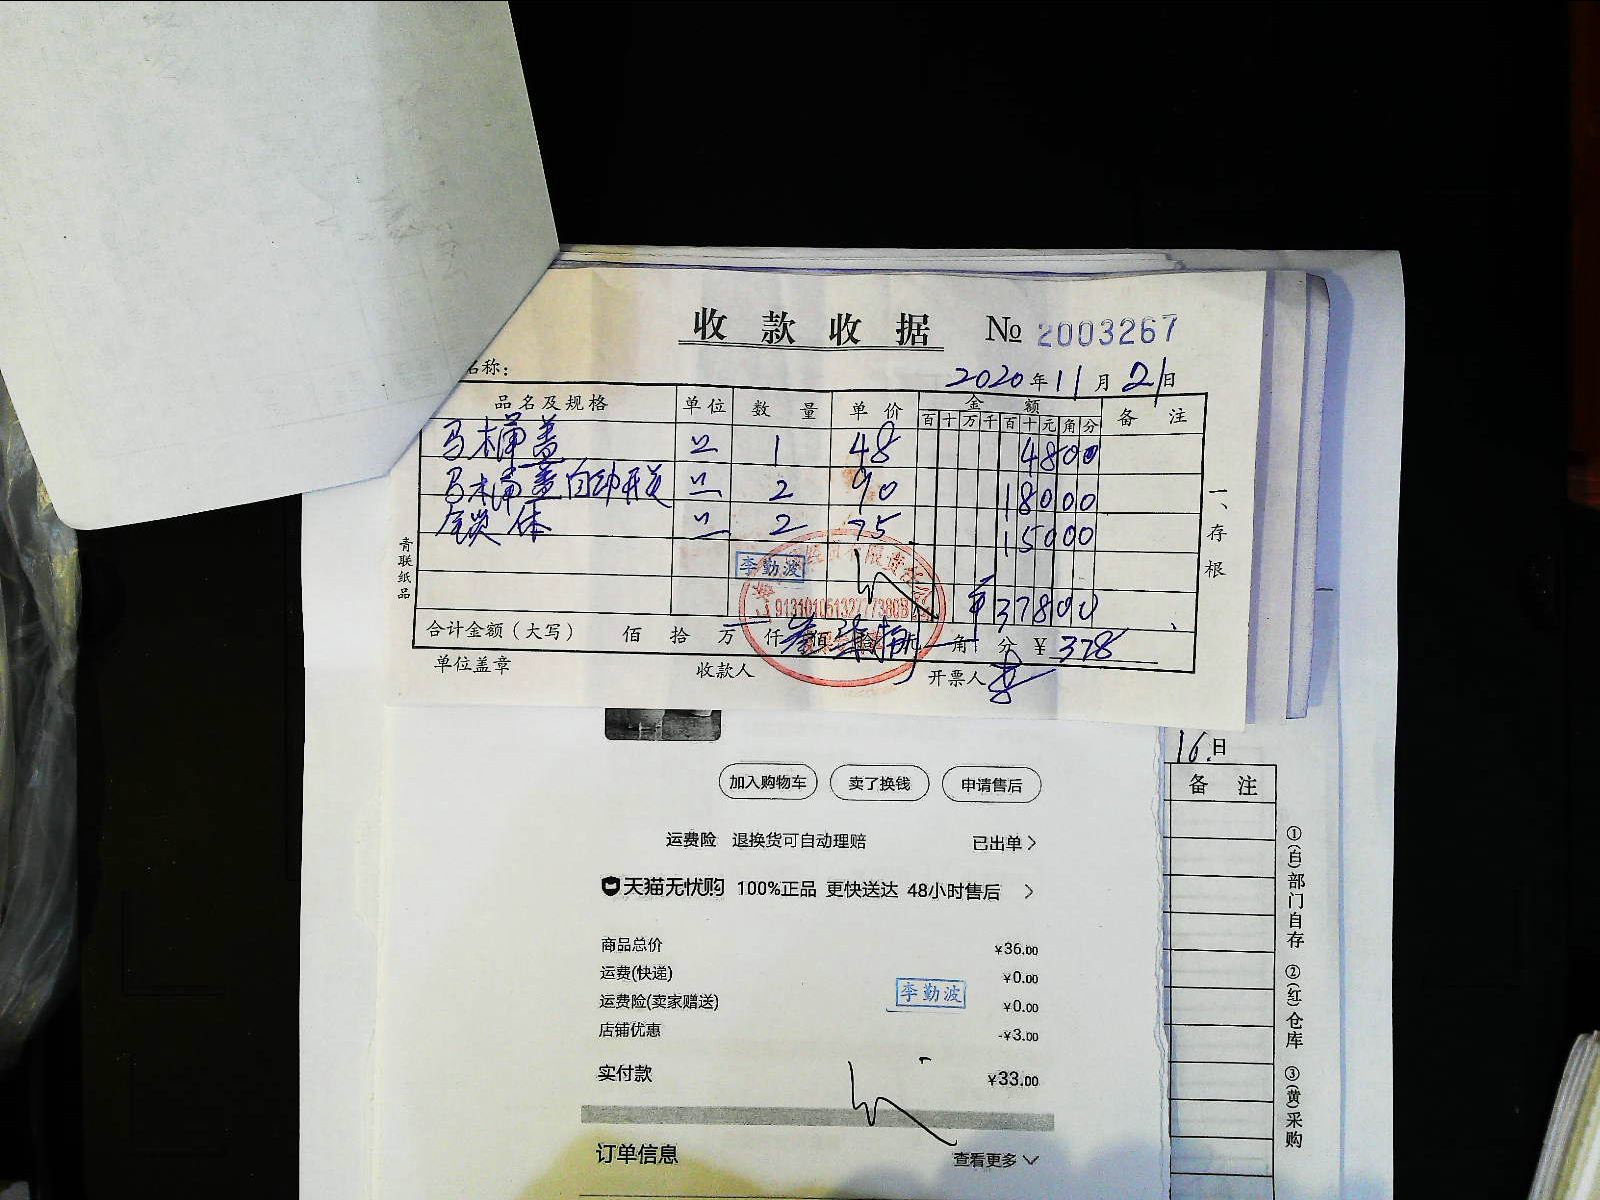 收款收据 № 2003267
名称：
2020年11月21日
品名及规格 单位 数量 单价 金额 备注
百十万千百十元角分
马桶盖 只 1 48 4800
马桶盖自动开关 只 2 90 18000
锁体 只 2 75 15000
李勤波
913101051327773808
¥37800
合计金额（大写） 佰 拾 万 仟 叁佰柒拾捌元 角 分 ¥ 378
单位盖章 收款人 开票人
青联纸品
一、存根
16.日
备注
①(白)部门自存 ②(红)仓库 ③(黄)采购
加入购物车 卖了换钱 申请售后
运费险 退换货可自动理赔 已出单 >
天猫无忧购 100%正品 更快送达 48小时售后 >
商品总价 ¥36.00
运费(快递) ¥0.00
李勤波
运费险(卖家赠送) ¥0.00
店铺优惠 -¥3.00
实付款 ¥33.00
订单信息 查看更多